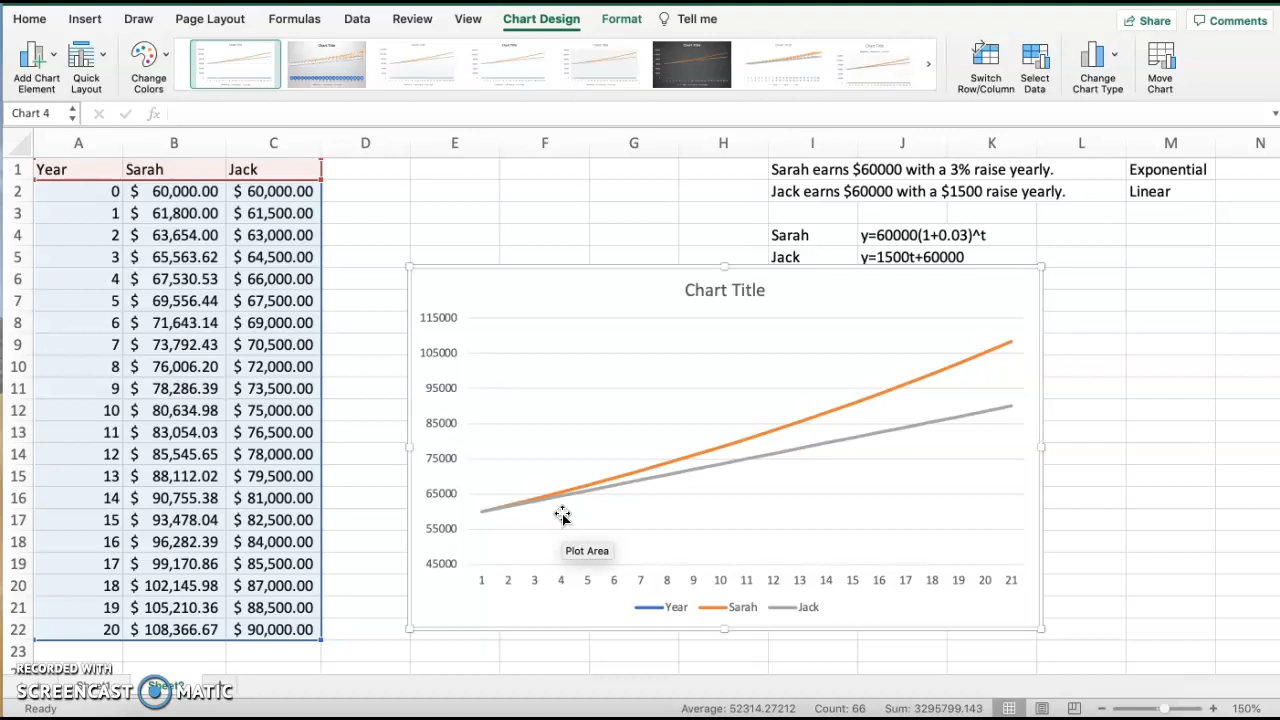 Home Insert Draw Page Layout Formulas Data Review View Chart Design Format Tell me Share Comments
Add Chart Element Quick Layout Change Colors Chart Title Switch Row/Column Select Data Change Chart Type Move Chart
Chart 4 fx
A B C D E F G H I J K L M N
1 Year Sarah Jack Sarah earns $60000 with a 3% raise yearly. Exponential
2 0 $ 60,000.00 $ 60,000.00 Jack earns $60000 with a $1500 raise yearly. Linear
3 1 $ 61,800.00 $ 61,500.00
4 2 $ 63,654.00 $ 63,000.00 Sarah y=60000(1+0.03)^t
5 3 $ 65,563.62 $ 64,500.00 Jack y=1500t+60000
6 4 $ 67,530.53 $ 66,000.00
7 5 $ 69,556.44 $ 67,500.00
8 6 $ 71,643.14 $ 69,000.00
9 7 $ 73,792.43 $ 70,500.00
10 8 $ 76,006.20 $ 72,000.00
11 9 $ 78,286.39 $ 73,500.00
12 10 $ 80,634.98 $ 75,000.00
13 11 $ 83,054.03 $ 76,500.00
14 12 $ 85,545.65 $ 78,000.00
15 13 $ 88,112.02 $ 79,500.00
16 14 $ 90,755.38 $ 81,000.00
17 15 $ 93,478.04 $ 82,500.00
18 16 $ 96,282.39 $ 84,000.00
19 17 $ 99,170.86 $ 85,500.00
20 18 $ 102,145.98 $ 87,000.00
21 19 $ 105,210.36 $ 88,500.00
22 20 $ 108,366.67 $ 90,000.00
23
Chart Title
115000
105000
95000
85000
75000
65000
55000
45000
Plot Area
1 2 3 4 5 6 7 8 9 10 11 12 13 14 15 16 17 18 19 20 21
Year Sarah Jack
RECORDED WITH
SCREENCAST MATIC
Ready Average: 52314.27212 Count: 66 Sum: 3295799.143 150%